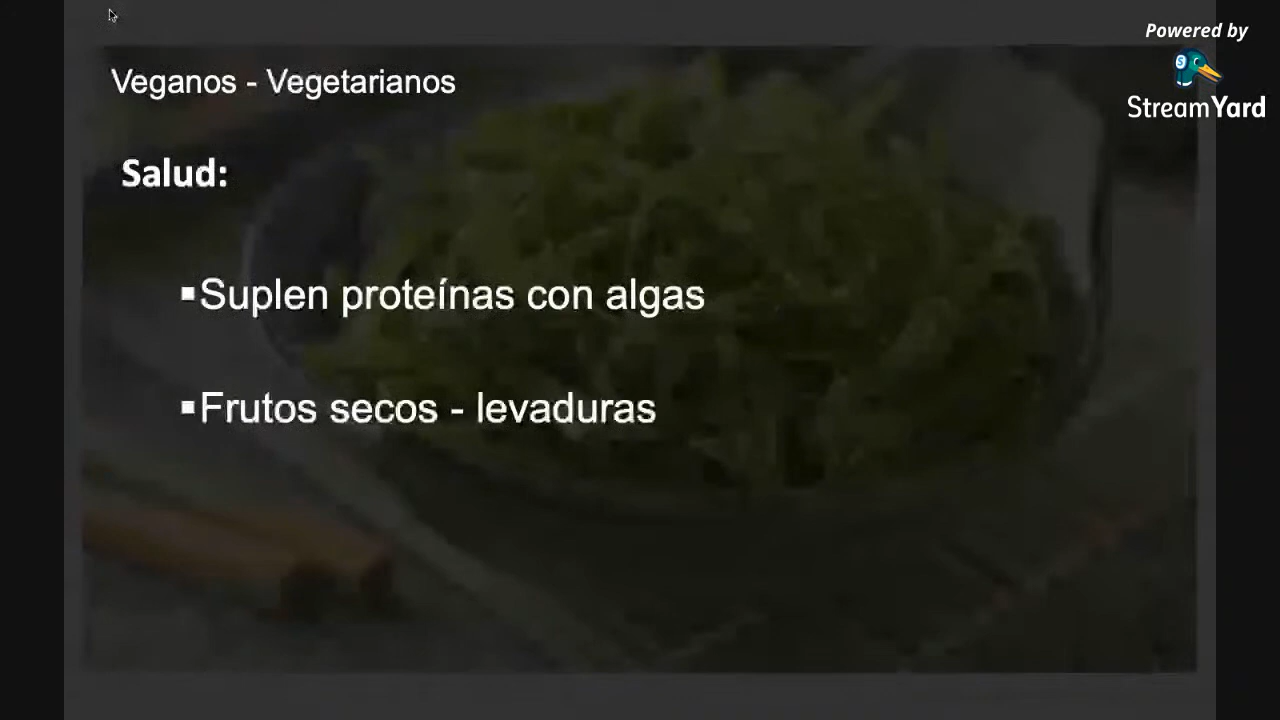 Powered by
StreamYard
Veganos - Vegetarianos
Salud:
▪Suplen proteínas con algas
▪Frutos secos - levaduras